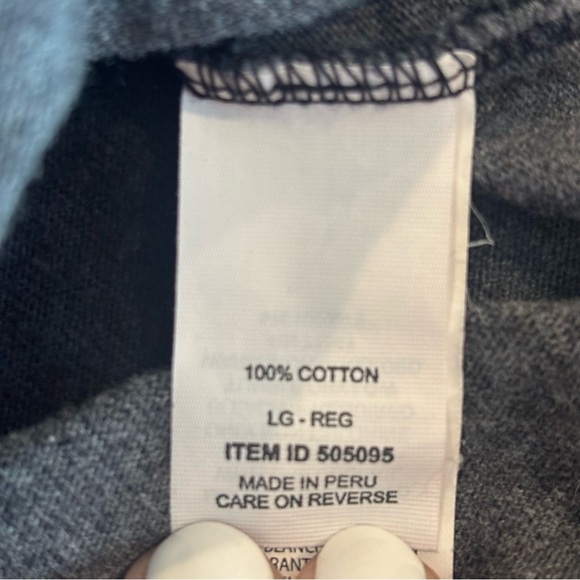 100% COTTON
LG - REG
ITEM ID 505095
MADE IN PERU
CARE ON REVERSE